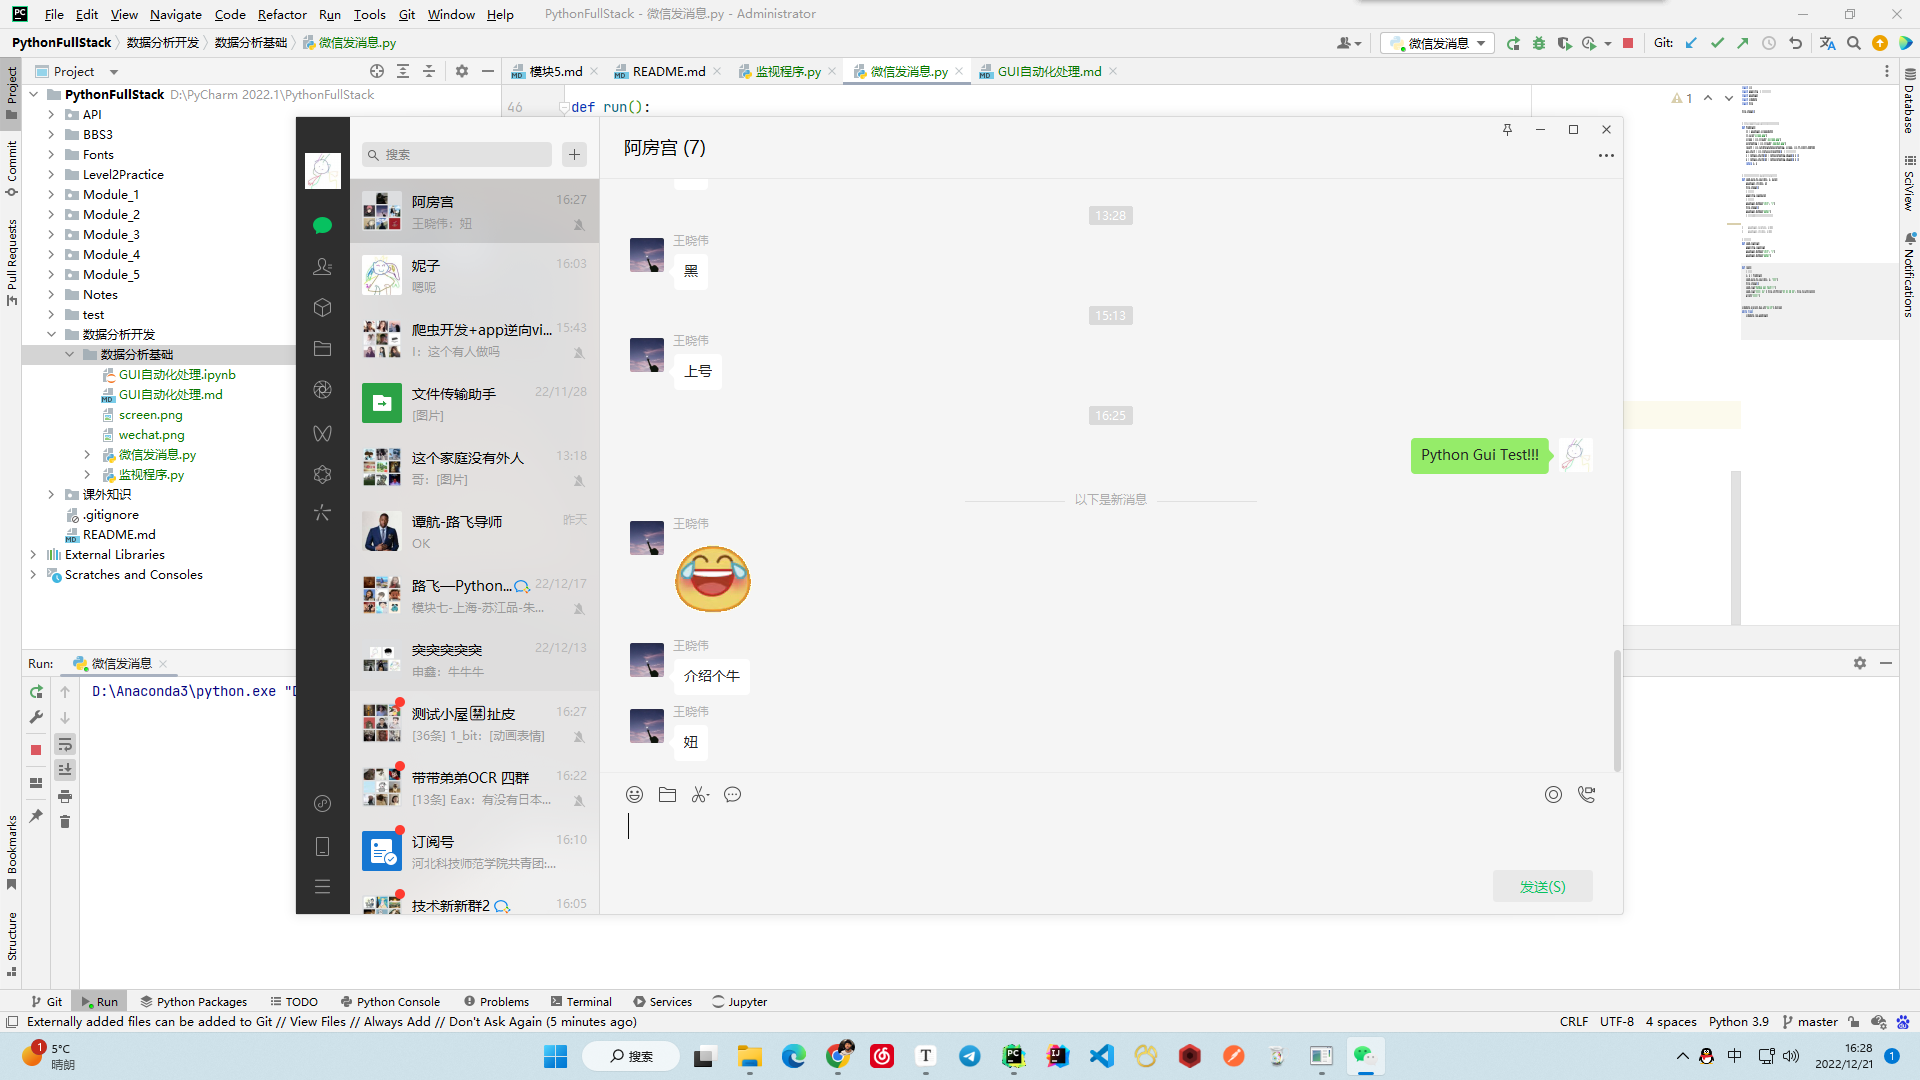 File Edit View Navigate Code Refactor Run Tools Git Window Help PythonFullStack - 微信发消息.py - Administrator
PythonFullStack 数据分析开发 数据分析基础 微信发消息.py 微信发消息 Git:
Project 模块5.md README.md 监视程序.py 微信发消息.py GUI自动化处理.md
PythonFullStack D:\PyCharm 2022.1\PythonFullStack
46 def run():
1
API
BBS3
Fonts
Level2Practice
Module_1
Module_2
Module_3
Module_4
Module_5
Notes
test
数据分析开发
数据分析基础
GUI自动化处理.ipynb
GUI自动化处理.md
screen.png
wechat.png
微信发消息.py
监视程序.py
课外知识
.gitignore
README.md
External Libraries
Scratches and Consoles
Project
Commit
Pull Requests
Bookmarks
Structure
Database
SciView
Notifications
搜索
阿房宫 16:27
王晓伟：妞
妮子 16:03
嗯呢
爬虫开发+app逆向vi... 15:43
I：这个有人做吗
文件传输助手 22/11/28
[图片]
这个家庭没有外人 13:18
哥：[图片]
谭航-路飞导师 昨天
OK
路飞—Python... 22/12/17
模块七-上海-苏江品-朱...
突突突突突 22/12/13
申鑫：牛牛牛
测试小屋🈲扯皮 16:27
[36条] 1_bit：[动画表情]
带带弟弟OCR 四群 16:22
[13条] Eax：有没有日本...
订阅号 16:10
河北科技师范学院共青团:...
技术新新群2 16:05
阿房宫 (7)
13:28
王晓伟
黑
15:13
王晓伟
上号
16:25
Python Gui Test!!!
以下是新消息
王晓伟
王晓伟
介绍个牛
王晓伟
妞
发送(S)
Run: 微信发消息
D:\Anaconda3\python.exe "D
Git Run Python Packages TODO Python Console Problems Terminal Services Jupyter
Externally added files can be added to Git // View Files // Always Add // Don't Ask Again (5 minutes ago) CRLF UTF-8 4 spaces Python 3.9 master
1 5°C
晴朗
搜索
中
16:28
2022/12/21
1